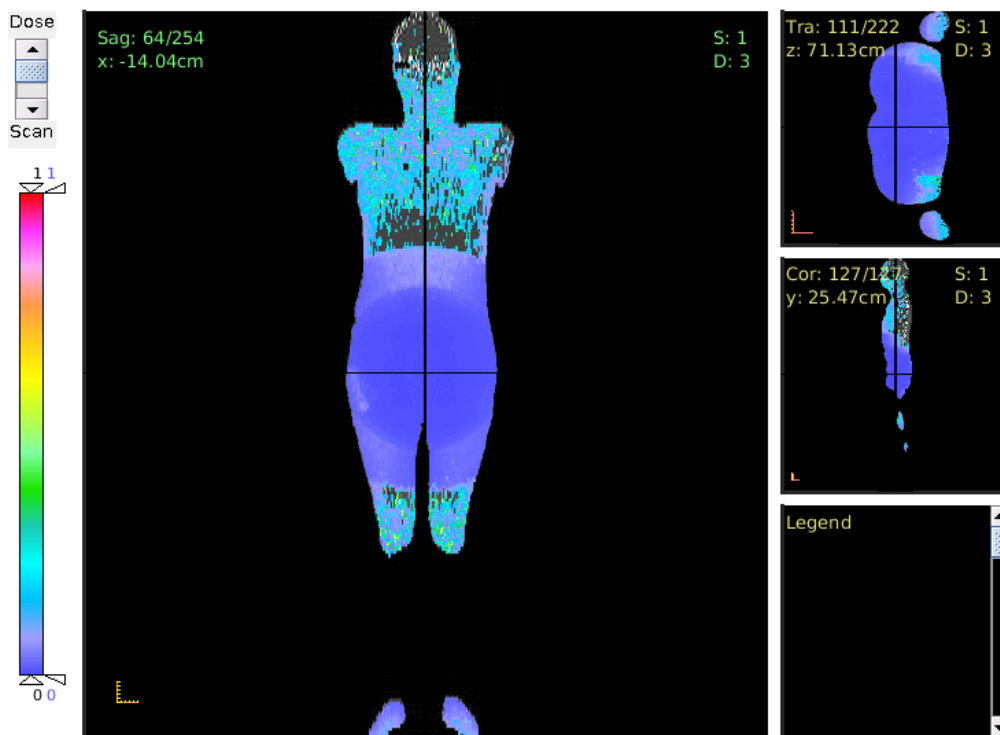 Dose
Scan
1 1
0 0
Sag: 64/254
x: -14.04cm
S: 1
D: 3
Tra: 111/222
z: 71.13cm
S: 1
D: 3
Cor: 127/127
y: 25.47cm
S: 1
D: 3
Legend